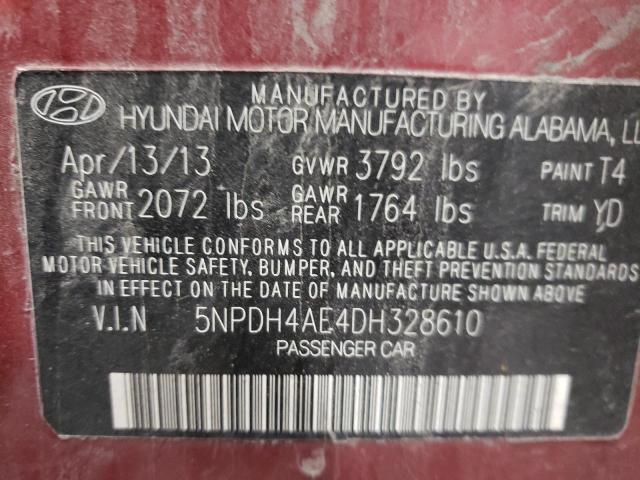 MANUFACTURED BY
HYUNDAI MOTOR MANUFACTURING ALABAMA, LL
Apr/13/13 GVWR 3792 lbs PAINT T4
GAWR FRONT 2072 lbs GAWR REAR 1764 lbs TRIM YD
THIS VEHICLE CONFORMS TO ALL APPLICABLE U.S.A. FEDERAL
MOTOR VEHICLE SAFETY, BUMPER, AND THEFT PREVENTION STANDARDS
IN EFFECT ON THE DATE OF MANUFACTURE SHOWN ABOVE
V.I.N 5NPDH4AE4DH328610
PASSENGER CAR